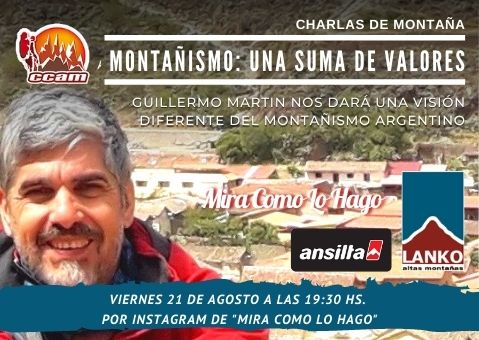 CHARLAS DE MONTAÑA
ccam
MONTAÑISMO: UNA SUMA DE VALORES
GUILLERMO MARTIN NOS DARÁ UNA VISIÓN
DIFERENTE DEL MONTAÑISMO ARGENTINO
Mira Como lo Hago
ansilta
LANKO
altas montañas
VIERNES 21 DE AGOSTO A LAS 19:30 HS.
POR INSTAGRAM DE "MIRA COMO LO HAGO"